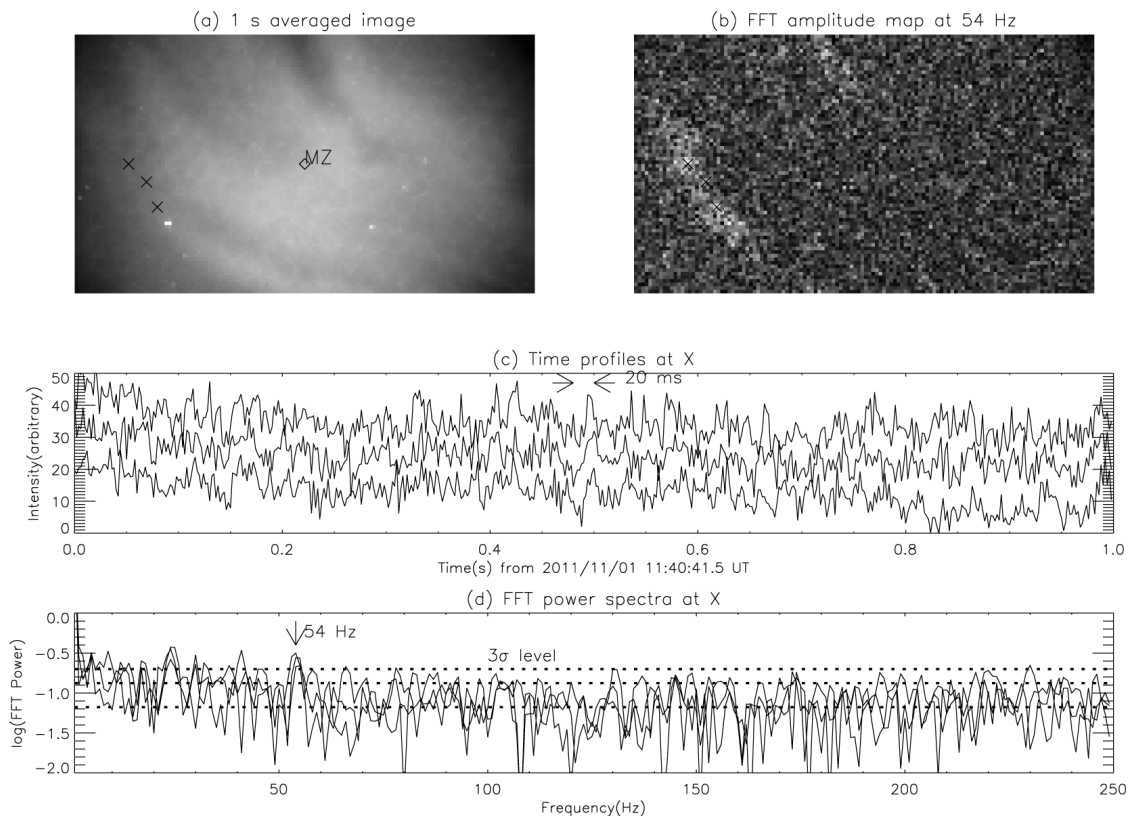 (a) 1 s averaged image
(b) FFT amplitude map at 54 Hz
MZ
(c) Time profiles at X
20 ms
Intensity(arbitrary)
50
40
30
20
10
0
0.0 0.2 0.4 0.6 0.8 1.0
Time(s) from 2011/11/01 11:40:41.5 UT
(d) FFT power spectra at X
54 Hz
3σ level
log(FFT Power)
0.0
−0.5
−1.0
−1.5
−2.0
50 100 150 200 250
Frequency(Hz)